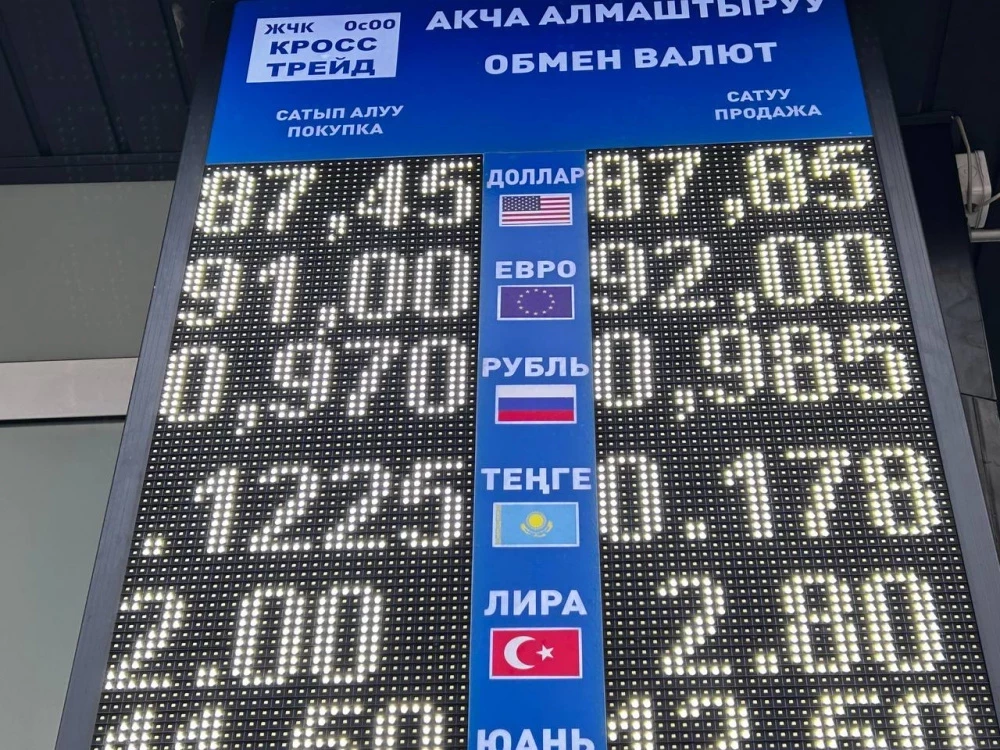 ЖЧК ОсОО
КРОСС
ТРЕЙД
АКЧА АЛМАШТЫРУУ
ОБМЕН ВАЛЮТ
САТЫП АЛУУ
ПОКУПКА
САТУУ
ПРОДАЖА
87,45 ДОЛЛАР 87,85
91,00 ЕВРО 92,00
0,970 РУБЛЬ 0,985
.1225 ТЕҢГЕ 0.178
2.00 ЛИРА 2.80
ЮАНЬ